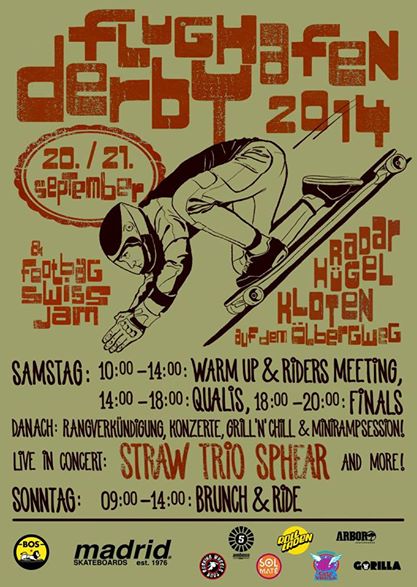 FLUGHAFEN
DERBY
2014
20. / 21.
SEPTEMBER
& FOOTBAG
SWISS
JAM
RADAR
HÜGEL
KLOTEN
AUF DEM ÖLBERGWEG
SAMSTAG: 10:00 – 14:00: WARM UP & RIDERS MEETING,
14:00 – 18:00: QUALIS, 18:00 – 20:00: FINALS
DANACH: RANGVERKÜNDIGUNG, KONZERTE, GRILL'N'CHILL & MINIRAMPSESSION!
LIVE IN CONCERT: STRAW TRIO SPHEAR AND MORE!
SONNTAG: 09:00 – 14:00: BRUNCH & RIDE
-BOS-
madrid
SKATEBOARDS est. 1976
5
SOL
MATE
ARBOR
GORILLA